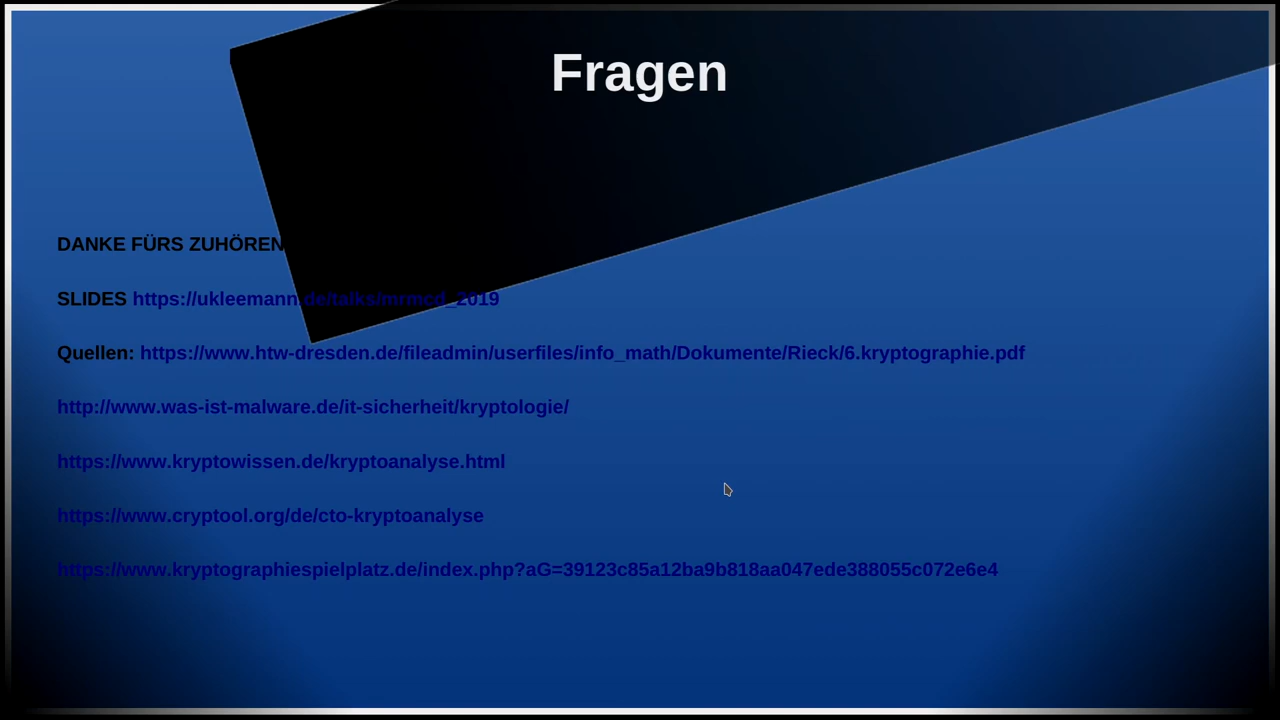 Fragen
DANKE FÜRS ZUHÖREN
SLIDES https://ukleemann.de/talks/mrmcd_2019
Quellen: https://www.htw-dresden.de/fileadmin/userfiles/info_math/Dokumente/Rieck/6.kryptographie.pdf
http://www.was-ist-malware.de/it-sicherheit/kryptologie/
https://www.kryptowissen.de/kryptoanalyse.html
https://www.cryptool.org/de/cto-kryptoanalyse
https://www.kryptographiespielplatz.de/index.php?aG=39123c85a12ba9b818aa047ede388055c072e6e4